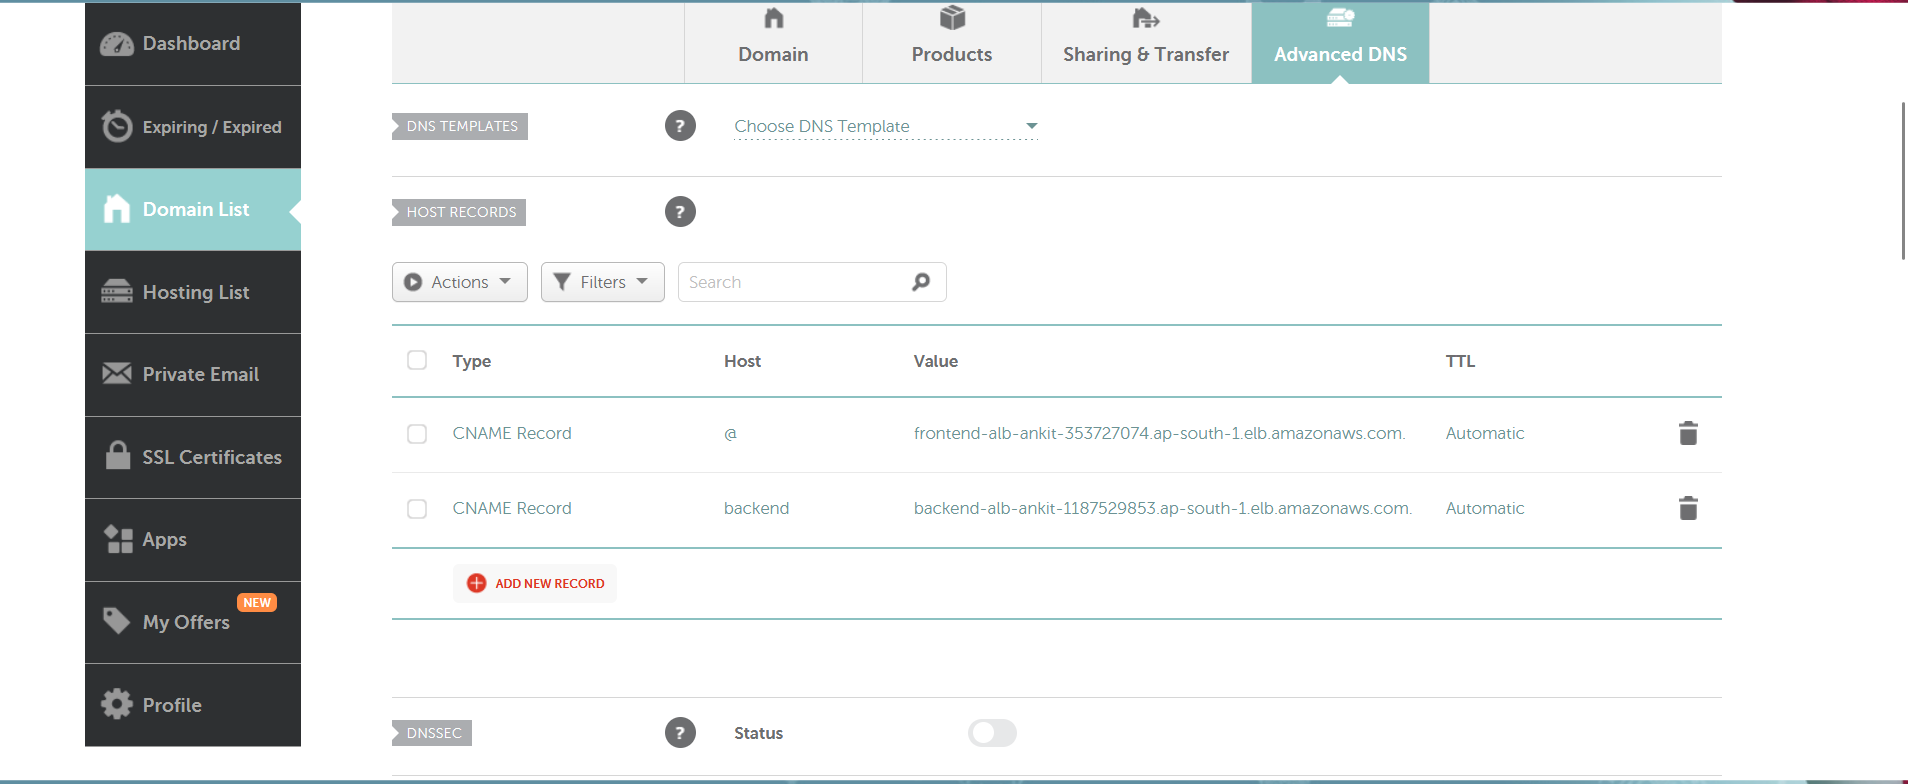 Dashboard
Expiring / Expired
Domain List
Hosting List
Private Email
SSL Certificates
Apps
NEW
My Offers
Profile
Domain
Products
Sharing & Transfer
Advanced DNS
DNS TEMPLATES
?
Choose DNS Template
HOST RECORDS
?
Actions
Filters
Search
Type Host Value TTL
CNAME Record @ frontend-alb-ankit-353727074.ap-south-1.elb.amazonaws.com. Automatic
CNAME Record backend backend-alb-ankit-1187529853.ap-south-1.elb.amazonaws.com. Automatic
ADD NEW RECORD
DNSSEC
?
Status